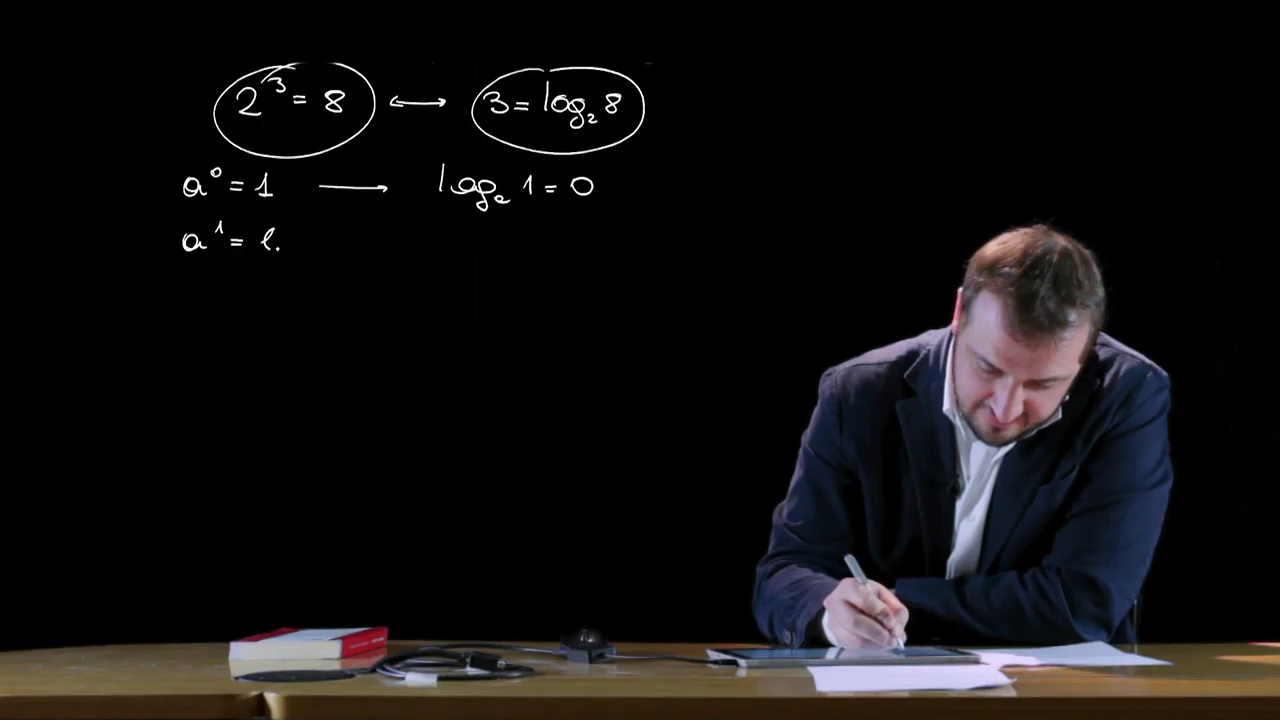 2³ = 8 ↔ 3 = log₂ 8
a⁰ = 1 → logₐ 1 = 0
a¹ =